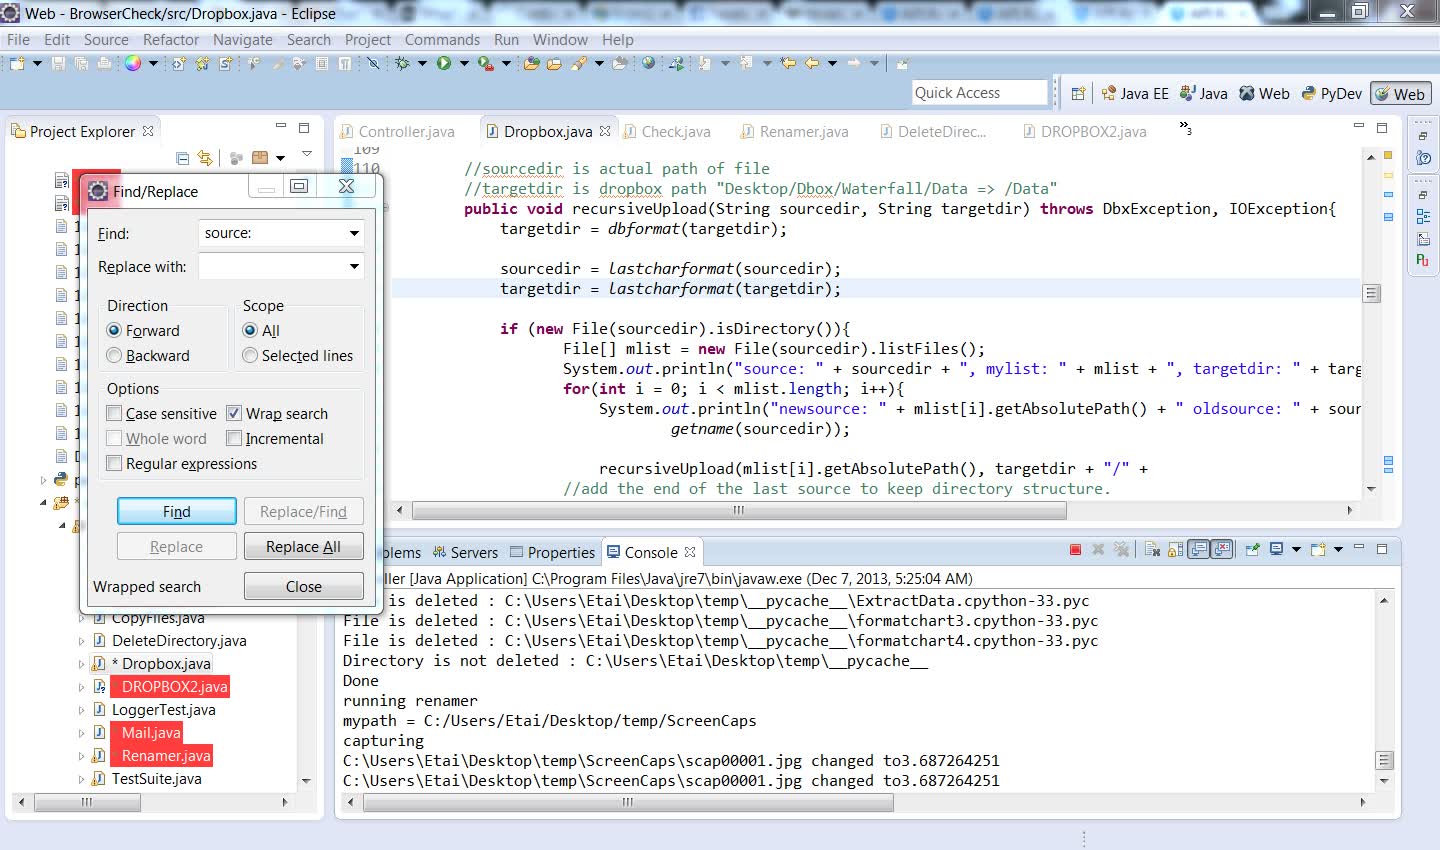 Web - BrowserCheck/src/Dropbox.java - Eclipse
File Edit Source Refactor Navigate Search Project Commands Run Window Help
Quick Access
Java EE Java Web PyDev Web
Project Explorer
Controller.java Dropbox.java Check.java Renamer.java DeleteDirec... DROPBOX2.java »3
109
110
//sourcedir is actual path of file
//targetdir is dropbox path "Desktop/Dbox/Waterfall/Data => /Data"
public void recursiveUpload(String sourcedir, String targetdir) throws DbxException, IOException{
targetdir = dbformat(targetdir);
sourcedir = lastcharformat(sourcedir);
targetdir = lastcharformat(targetdir);
if (new File(sourcedir).isDirectory()){
File[] mlist = new File(sourcedir).listFiles();
System.out.println("source: " + sourcedir + ", mylist: " + mlist + ", targetdir: " + targ
for(int i = 0; i < mlist.length; i++){
System.out.println("newsource: " + mlist[i].getAbsolutePath() + " oldsource: " + sour
getname(sourcedir));
recursiveUpload(mlist[i].getAbsolutePath(), targetdir + "/" +
//add the end of the last source to keep directory structure.
Find/Replace
Find: source:
Replace with:
Direction Scope
Forward All
Backward Selected lines
Options
Case sensitive Wrap search
Whole word Incremental
Regular expressions
Find Replace/Find
Replace Replace All
Wrapped search Close
CopyFiles.java
DeleteDirectory.java
* Dropbox.java
DROPBOX2.java
LoggerTest.java
Mail.java
Renamer.java
TestSuite.java
blems Servers Properties Console
ller [Java Application] C:\Program Files\Java\jre7\bin\javaw.exe (Dec 7, 2013, 5:25:04 AM)
File is deleted : C:\Users\Etai\Desktop\temp\__pycache__\ExtractData.cpython-33.pyc
File is deleted : C:\Users\Etai\Desktop\temp\__pycache__\formatchart3.cpython-33.pyc
File is deleted : C:\Users\Etai\Desktop\temp\__pycache__\formatchart4.cpython-33.pyc
Directory is not deleted : C:\Users\Etai\Desktop\temp\__pycache__
Done
running renamer
mypath = C:/Users/Etai/Desktop/temp/ScreenCaps
capturing
C:\Users\Etai\Desktop\temp\ScreenCaps\scap00001.jpg changed to3.687264251
C:\Users\Etai\Desktop\temp\ScreenCaps\scap00001.jpg changed to3.687264251